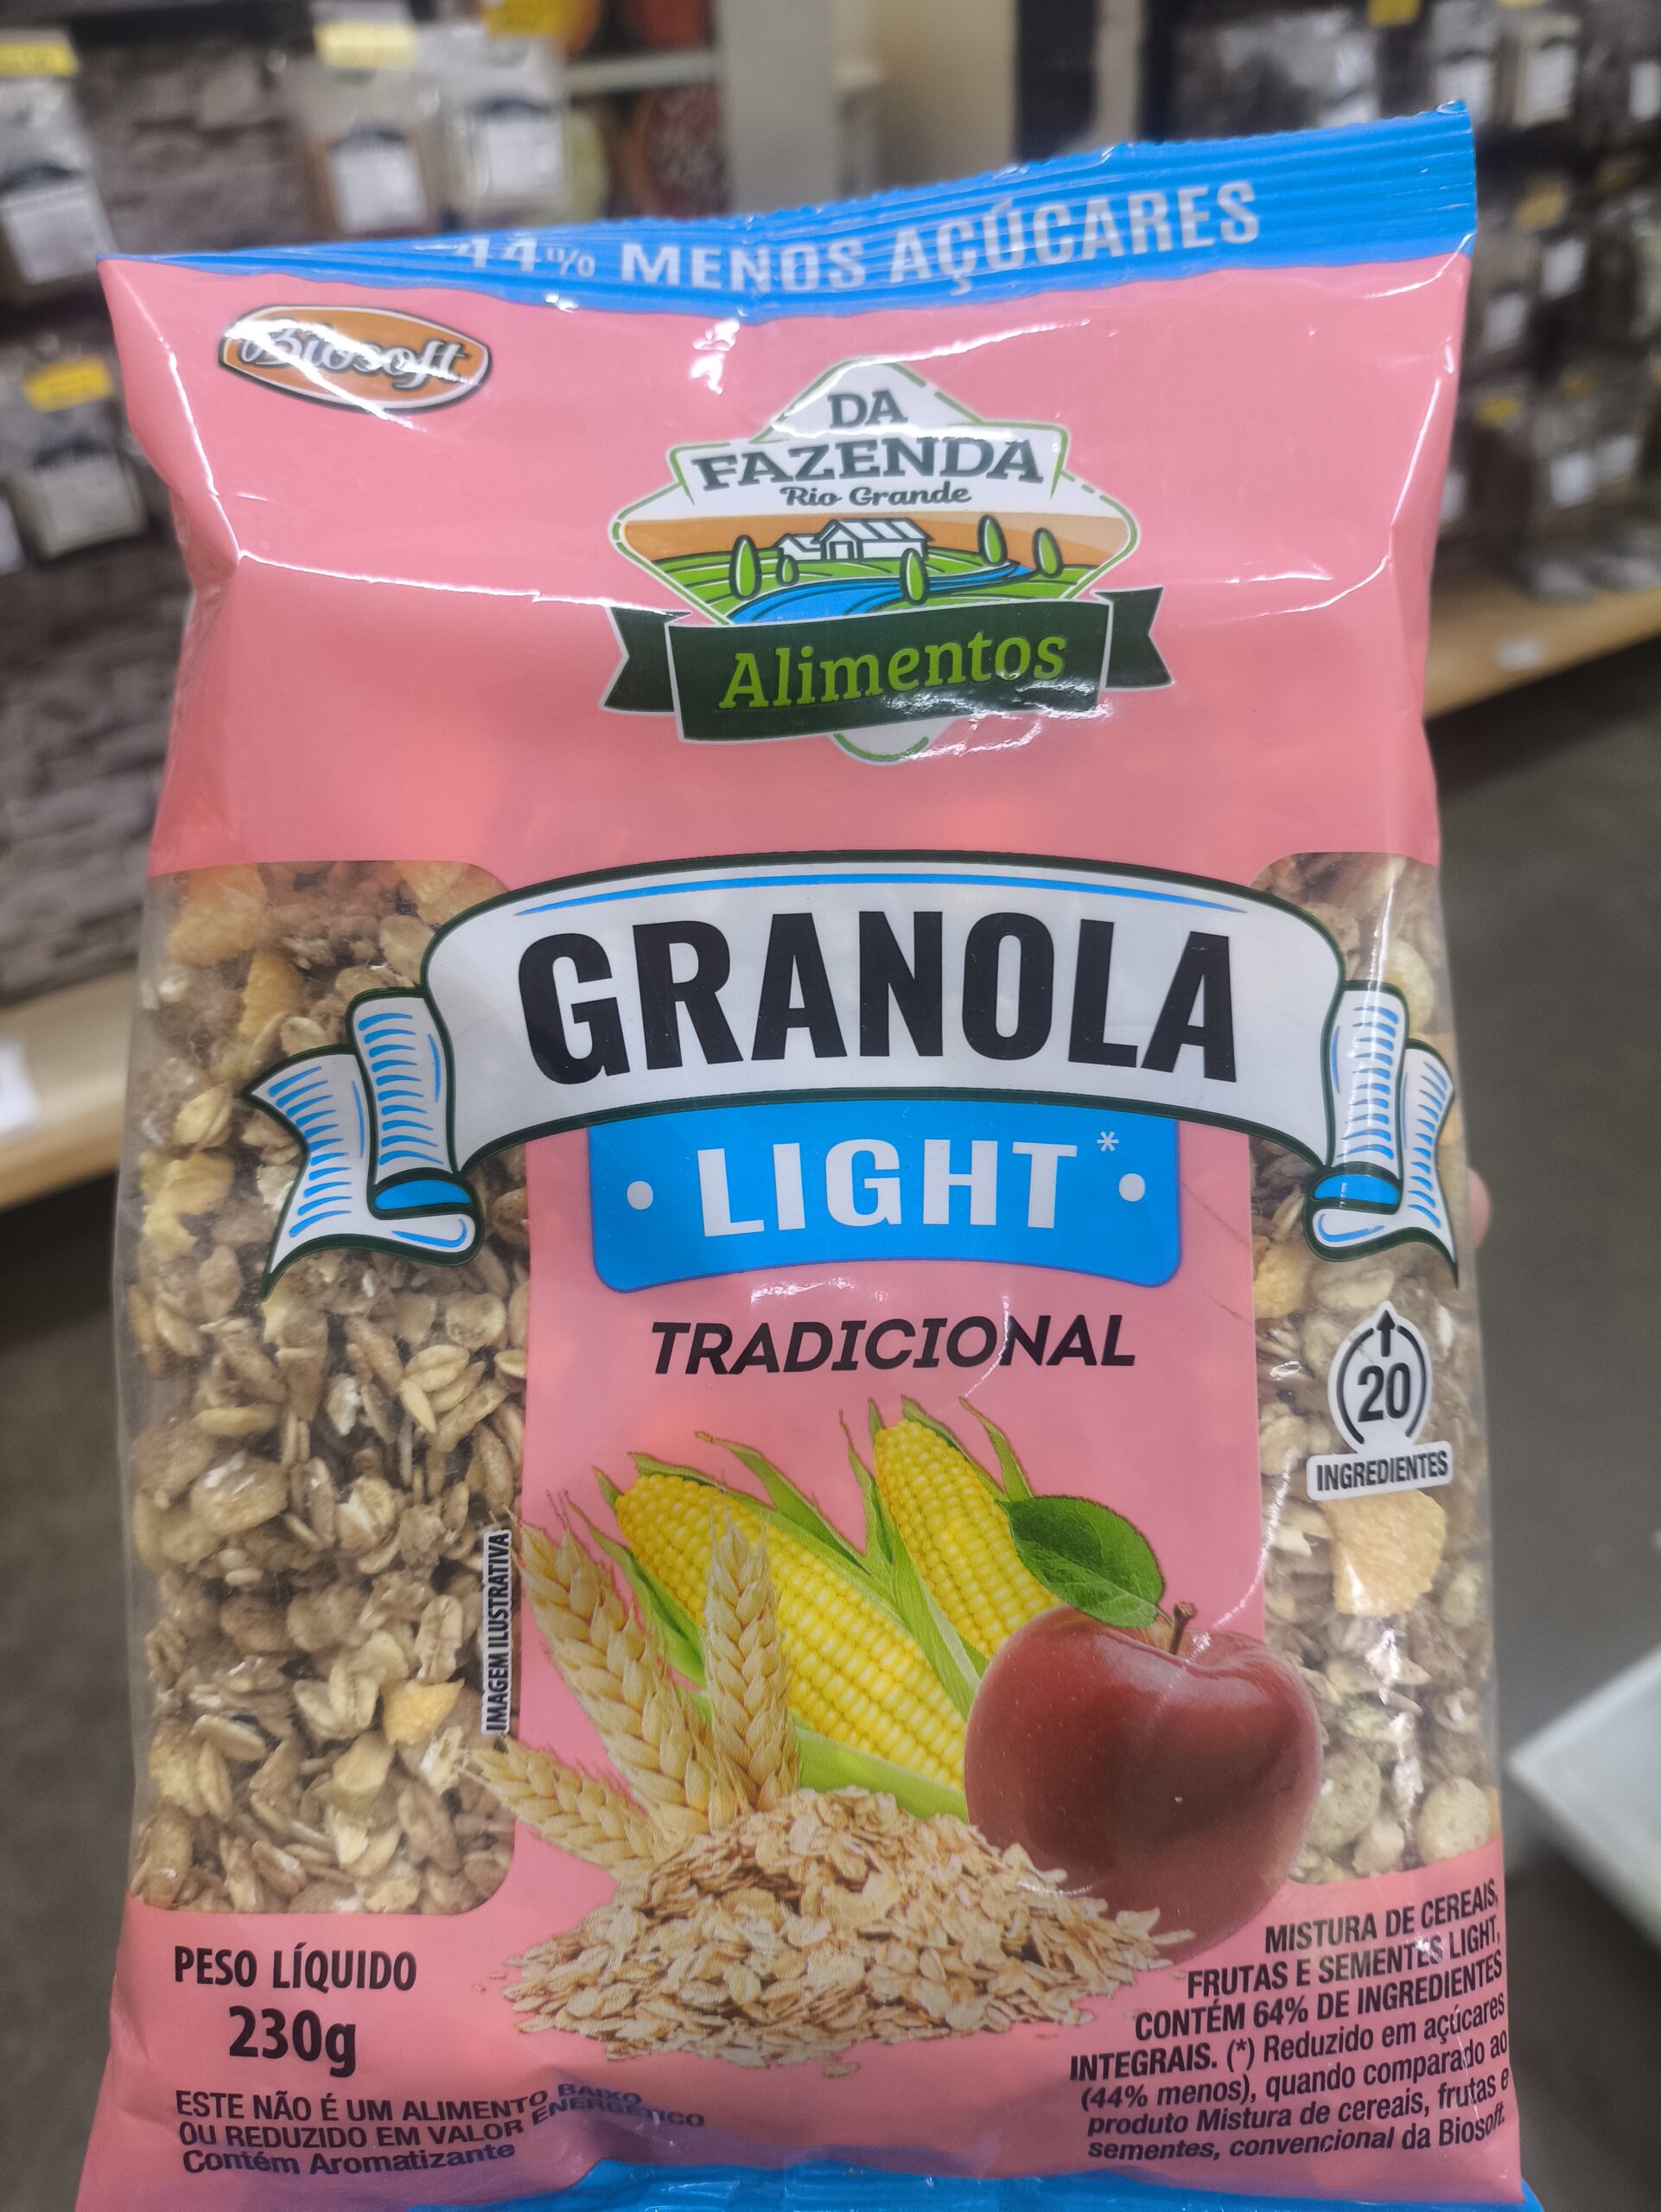 44% MENOS AÇÚCARES
Biosoft
DA
FAZENDA
Rio Grande
Alimentos
GRANOLA
LIGHT*
TRADICIONAL
20
INGREDIENTES
IMAGEM ILUSTRATIVA
PESO LÍQUIDO
230g
ESTE NÃO É UM ALIMENTO BAIXO
OU REDUZIDO EM VALOR ENERGÉTICO
Contém Aromatizante
MISTURA DE CEREAIS,
FRUTAS E SEMENTES LIGHT,
CONTÉM 64% DE INGREDIENTES
INTEGRAIS. (*) Reduzido em açúcares
(44% menos), quando comparado ao
produto Mistura de cereais, frutas e
sementes, convencional da Biosoft.